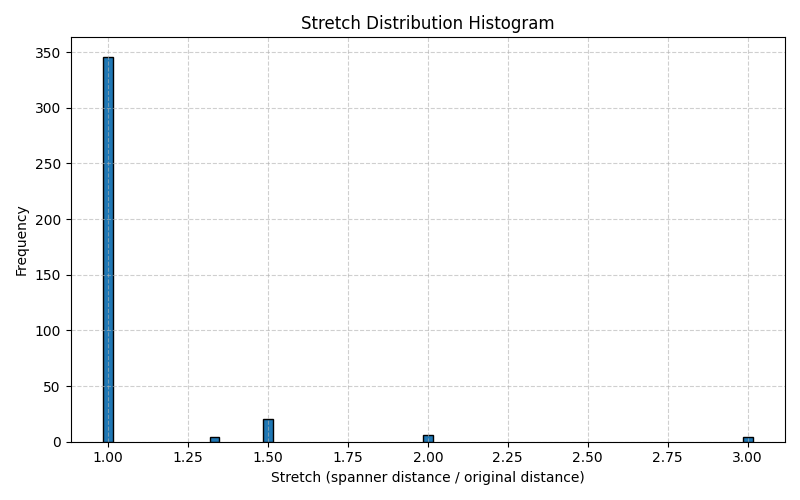 Stretch Distribution Histogram
350
300
250
200
150
100
50
0
Frequency
1.00 1.25 1.50 1.75 2.00 2.25 2.50 2.75 3.00
Stretch (spanner distance / original distance)